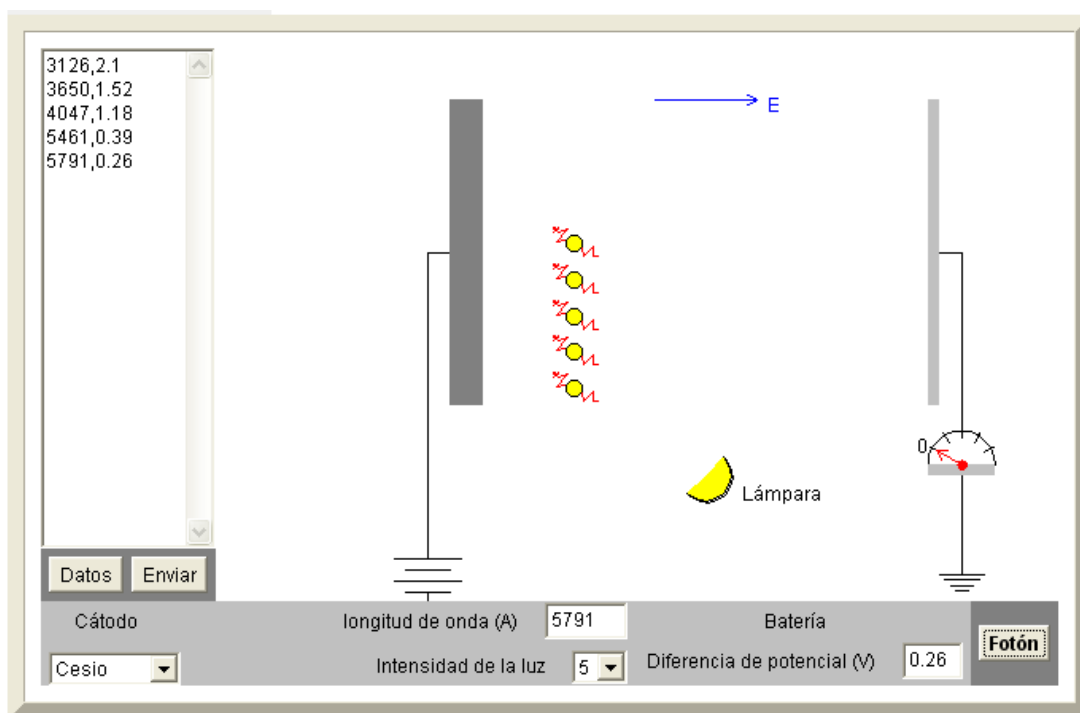 3126,2.1
3650,1.52
4047,1.18
5461,0.39
5791,0.26
E
0
Lámpara
Datos Enviar
Cátodo longitud de onda (A) 5791 Batería
Cesio Intensidad de la luz 5 Diferencia de potencial (V) 0.26 Fotón